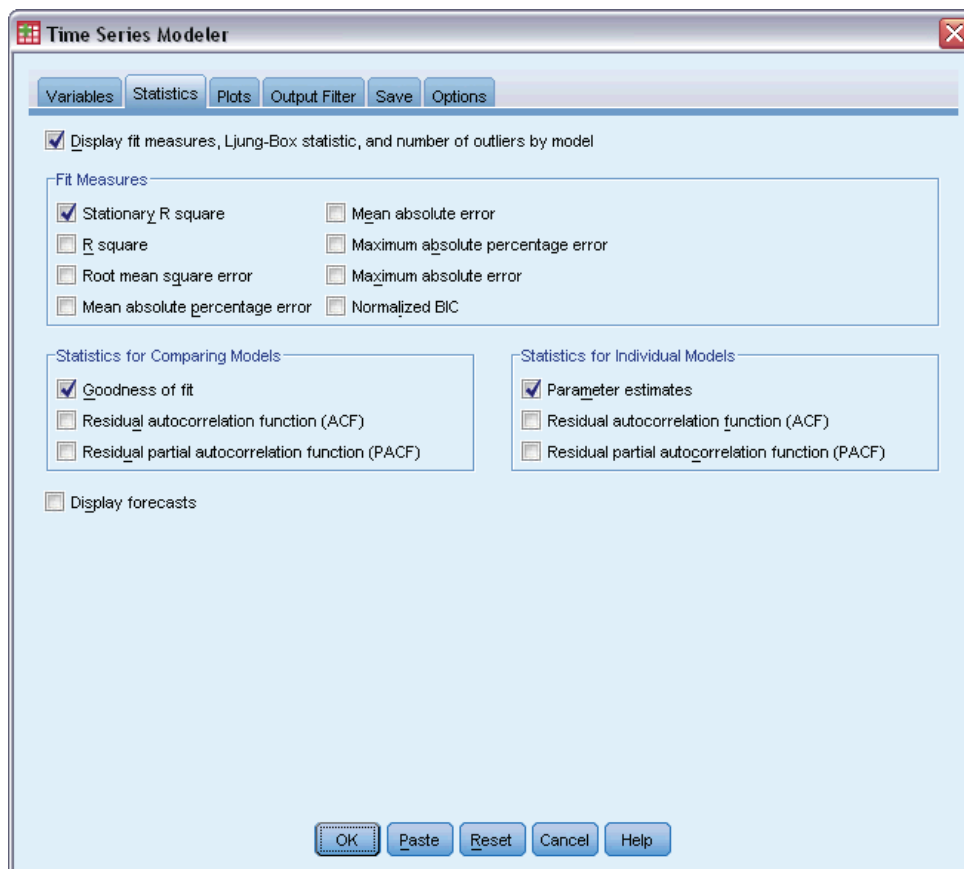 Time Series Modeler
Variables Statistics Plots Output Filter Save Options
Display fit measures, Ljung-Box statistic, and number of outliers by model
Fit Measures
Stationary R square
R square
Root mean square error
Mean absolute percentage error
Mean absolute error
Maximum absolute percentage error
Maximum absolute error
Normalized BIC
Statistics for Comparing Models
Goodness of fit
Residual autocorrelation function (ACF)
Residual partial autocorrelation function (PACF)
Statistics for Individual Models
Parameter estimates
Residual autocorrelation function (ACF)
Residual partial autocorrelation function (PACF)
Display forecasts
OK Paste Reset Cancel Help